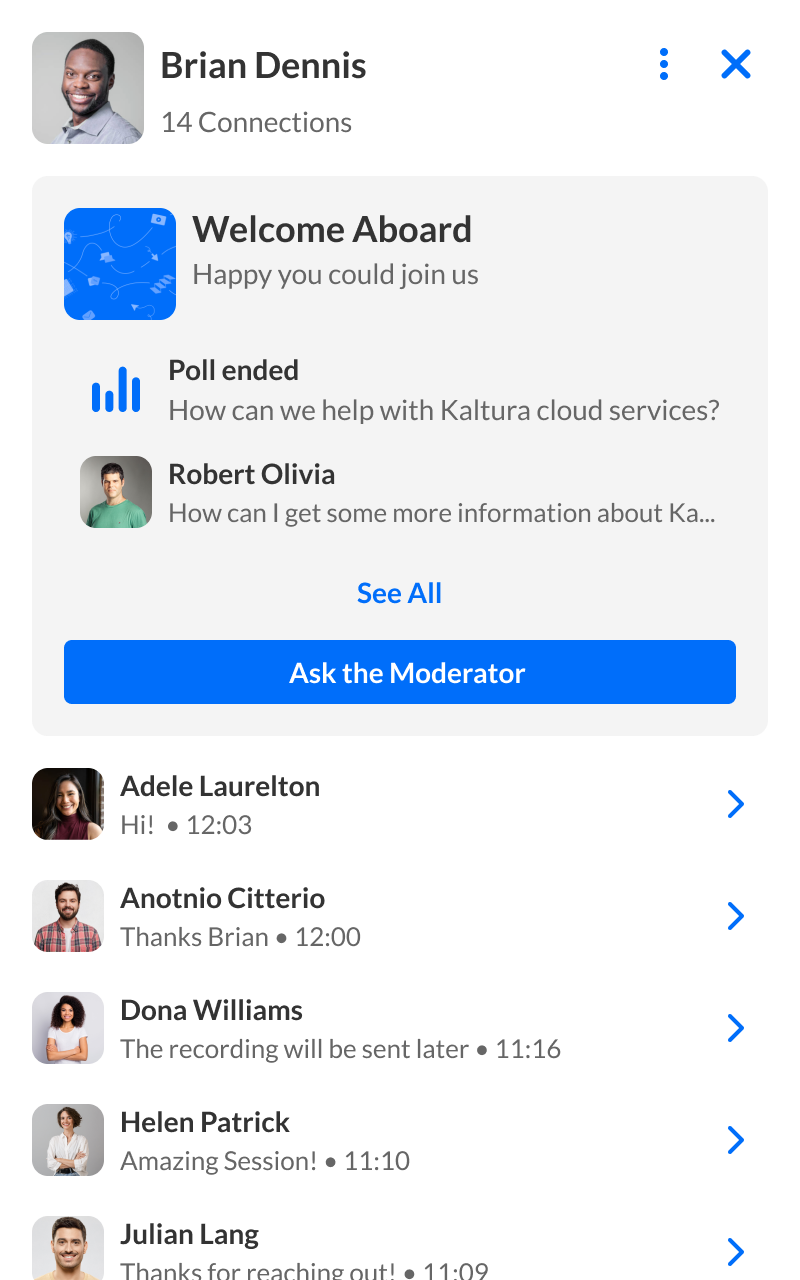 Brian Dennis
14 Connections
Welcome Aboard
Happy you could join us
Poll ended
How can we help with Kaltura cloud services?
Robert Olivia
How can I get some more information about Ka...
See All
Ask the Moderator
Adele Laurelton
Hi! • 12:03
Anotnio Citterio
Thanks Brian • 12:00
Dona Williams
The recording will be sent later • 11:16
Helen Patrick
Amazing Session! • 11:10
Julian Lang
Thanks for reaching out! • 11:09